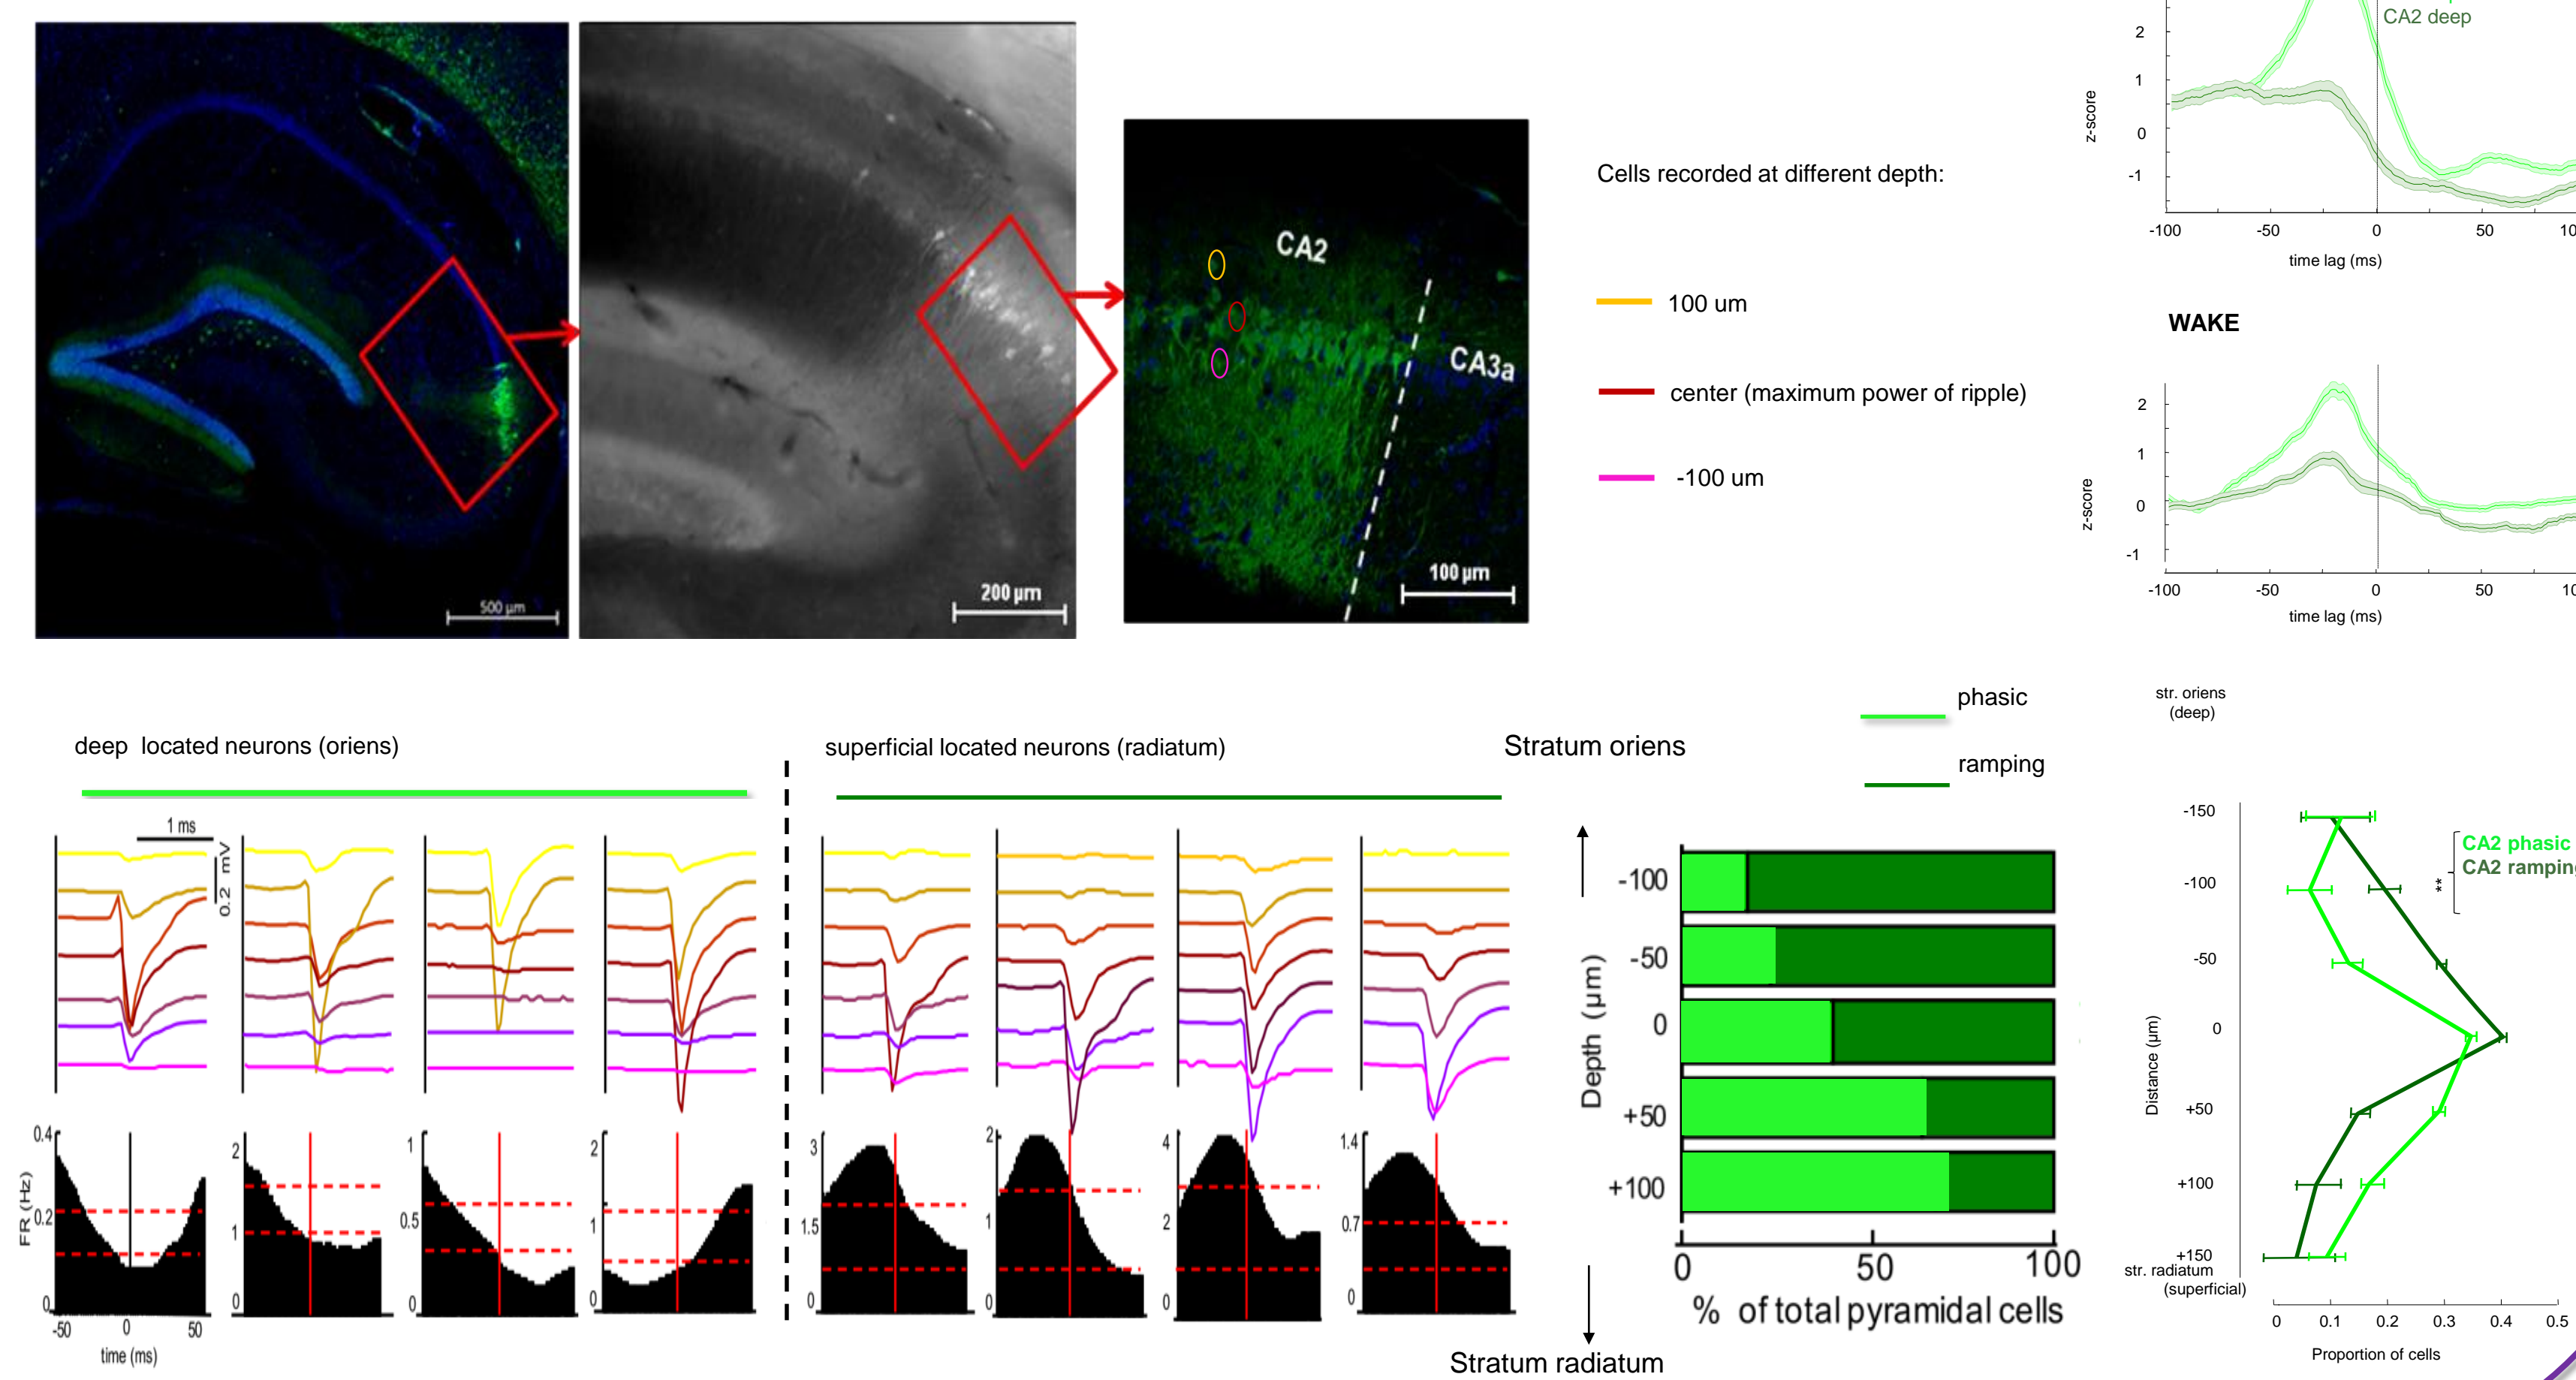 500 µm
200 µm
CA2
CA3a
100 µm
Cells recorded at different depth:
100 um
center (maximum power of ripple)
-100 um
CA2 deep
2
1
0
-1
z-score
-100
-50
0
50
time lag (ms)
WAKE
2
1
0
-1
z-score
-100
-50
0
50
time lag (ms)
deep located neurons (oriens)
superficial located neurons (radiatum)
1 ms
0.2 mV
FR (Hz)
0.4
0.2
0
-50
0
50
time (ms)
2
1
0
1
0.5
0
2
1
0
3
1.5
0
2
1
0
4
2
0
1.4
0.7
0
Stratum oriens
phasic
ramping
Depth (µm)
-100
-50
0
+50
+100
0
50
100
% of total pyramidal cells
Stratum radiatum
str. oriens
(deep)
-150
-100
-50
0
+50
+100
+150
Distance (µm)
str. radiatum
(superficial)
**
CA2 phasic
CA2 ramping
0
0.1
0.2
0.3
0.4
0.5
Proportion of cells